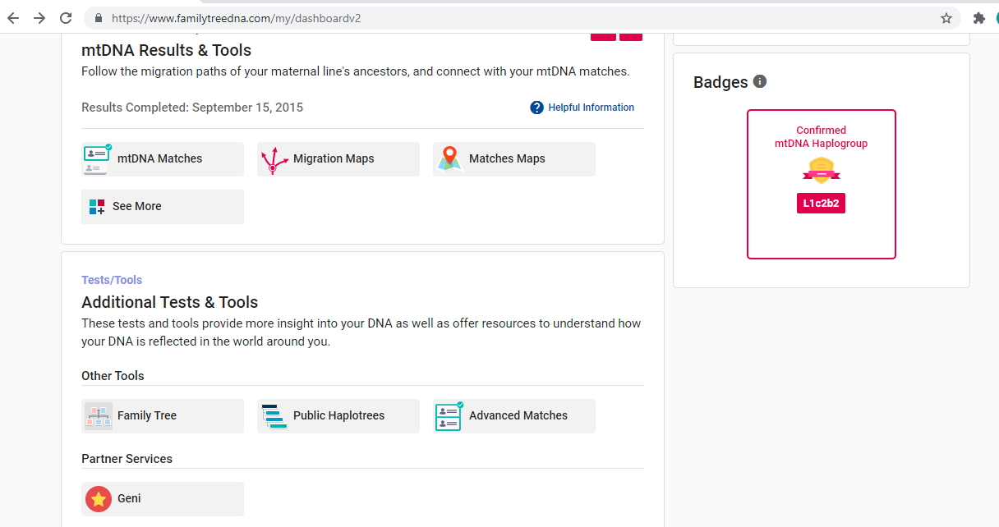 https://www.familytreedna.com/my/dashboardv2
mtDNA Results & Tools
Follow the migration paths of your maternal line's ancestors, and connect with your mtDNA matches.
Results Completed: September 15, 2015
? Helpful Information
mtDNA Matches
Migration Maps
Matches Maps
See More
Tests/Tools
Additional Tests & Tools
These tests and tools provide more insight into your DNA as well as offer resources to understand how
your DNA is reflected in the world around you.
Other Tools
Family Tree
Public Haplotrees
Advanced Matches
Partner Services
Geni
Badges i
Confirmed
mtDNA Haplogroup
L1c2b2